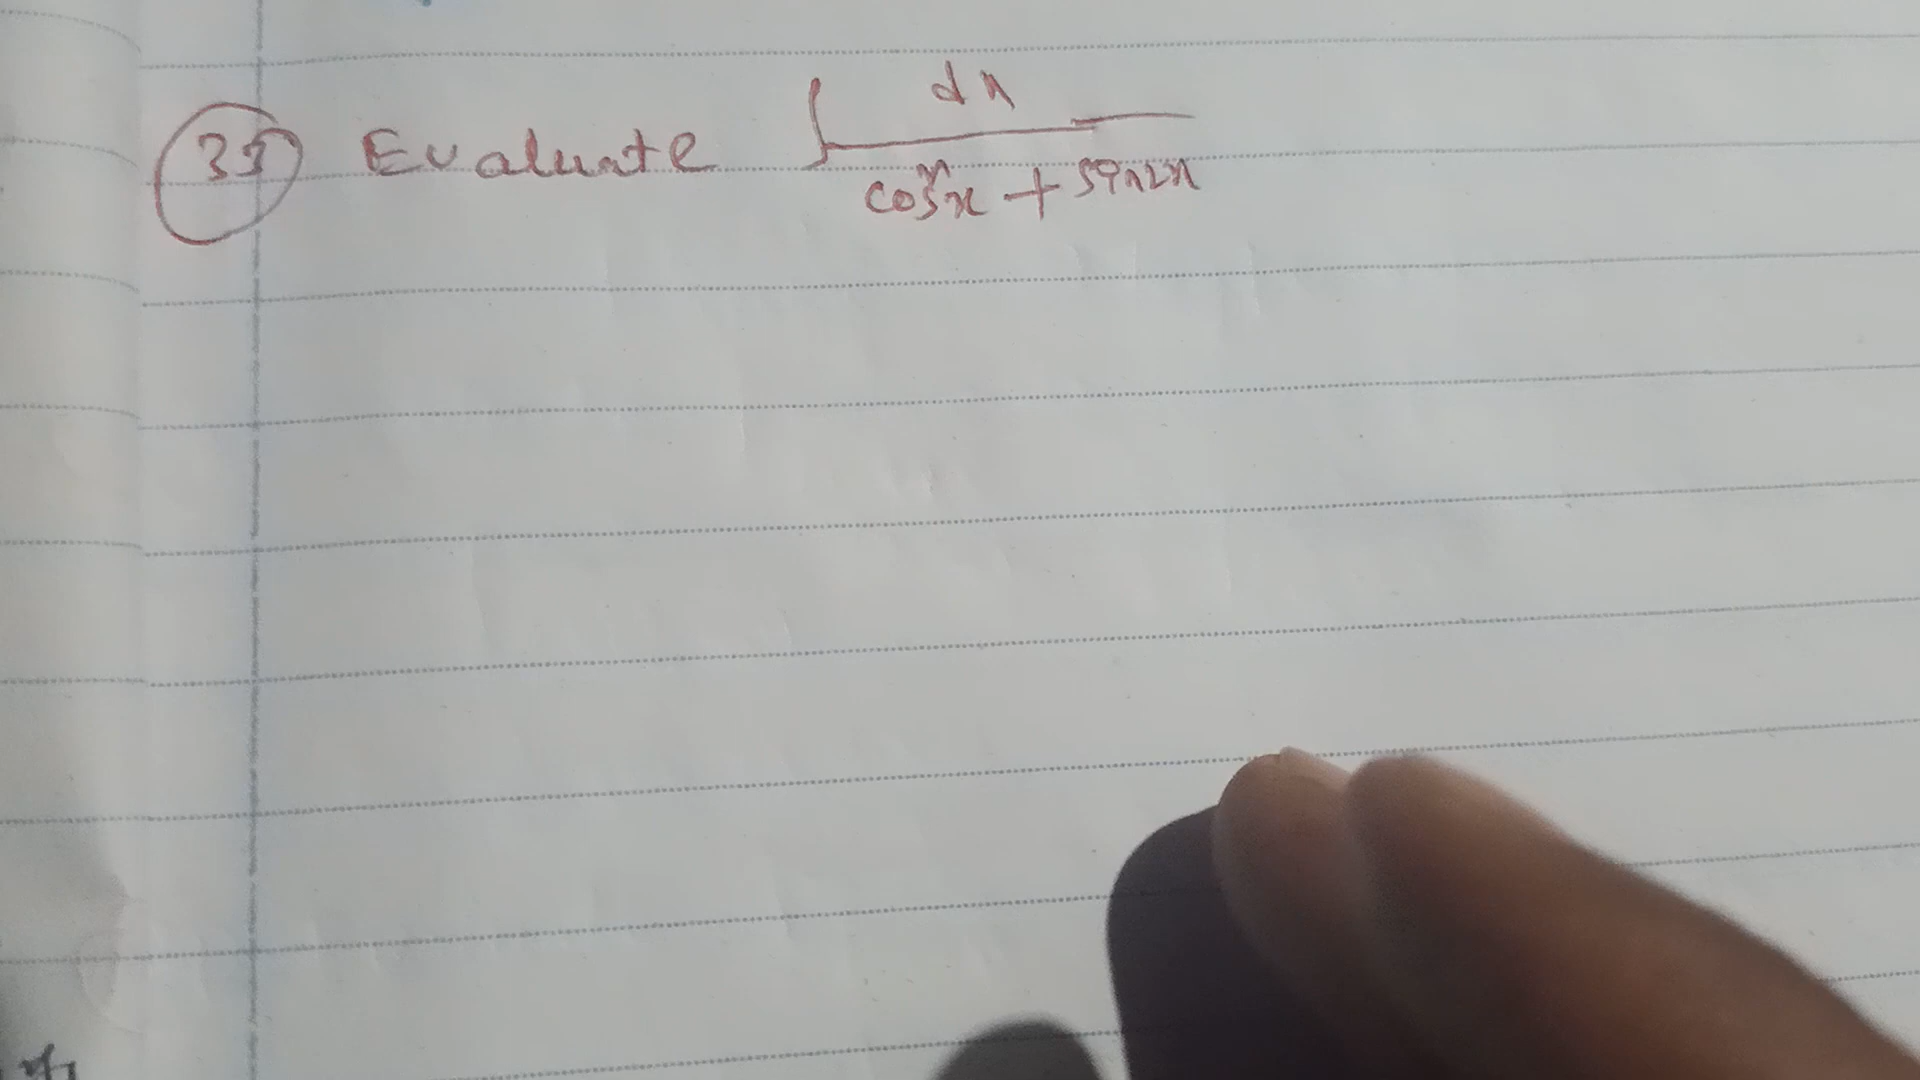 35 Evaluate ∫ dx / cos²x + sin2x